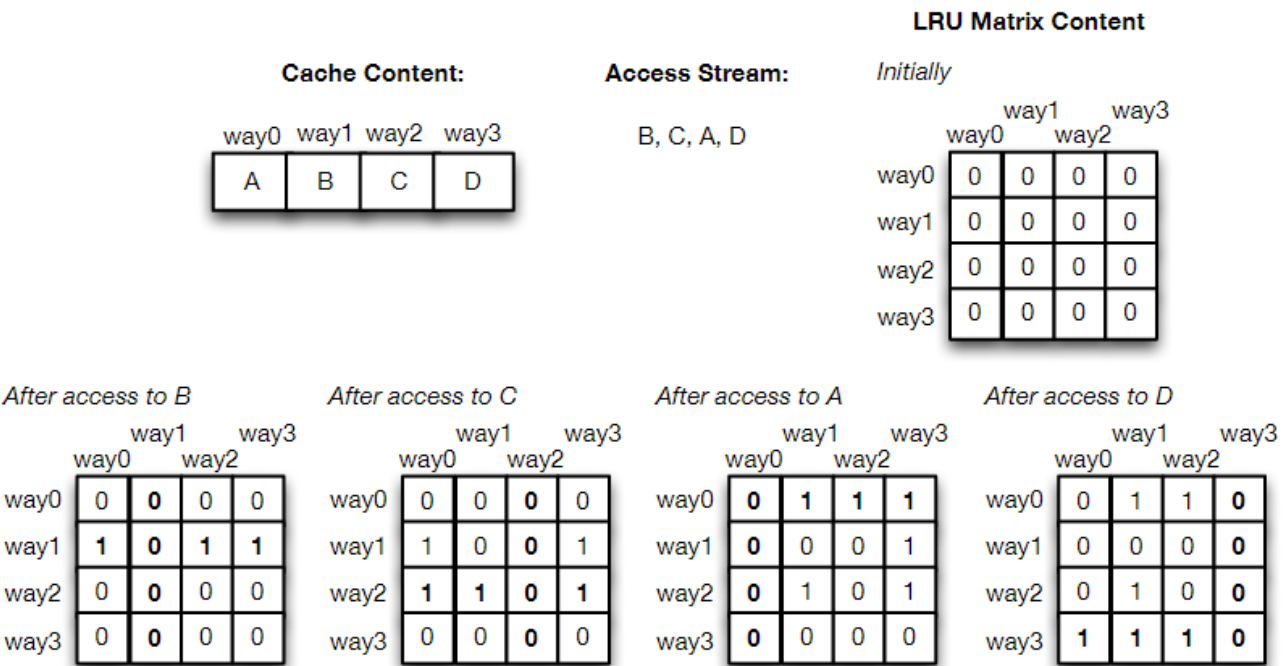 LRU Matrix Content
Cache Content:
Access Stream:
Initially
way0 way1 way2 way3
A B C D
B, C, A, D
way1 way3
way0 way2
way0 0 0 0 0
way1 0 0 0 0
way2 0 0 0 0
way3 0 0 0 0
After access to B
way1 way3
way0 way2
way0 0 0 0 0
way1 1 0 1 1
way2 0 0 0 0
way3 0 0 0 0
After access to C
way1 way3
way0 way2
way0 0 0 0 0
way1 1 0 0 1
way2 1 1 0 1
way3 0 0 0 0
After access to A
way1 way3
way0 way2
way0 0 1 1 1
way1 0 0 0 1
way2 0 1 0 1
way3 0 0 0 0
After access to D
way1 way3
way0 way2
way0 0 1 1 0
way1 0 0 0 0
way2 0 1 0 0
way3 1 1 1 0